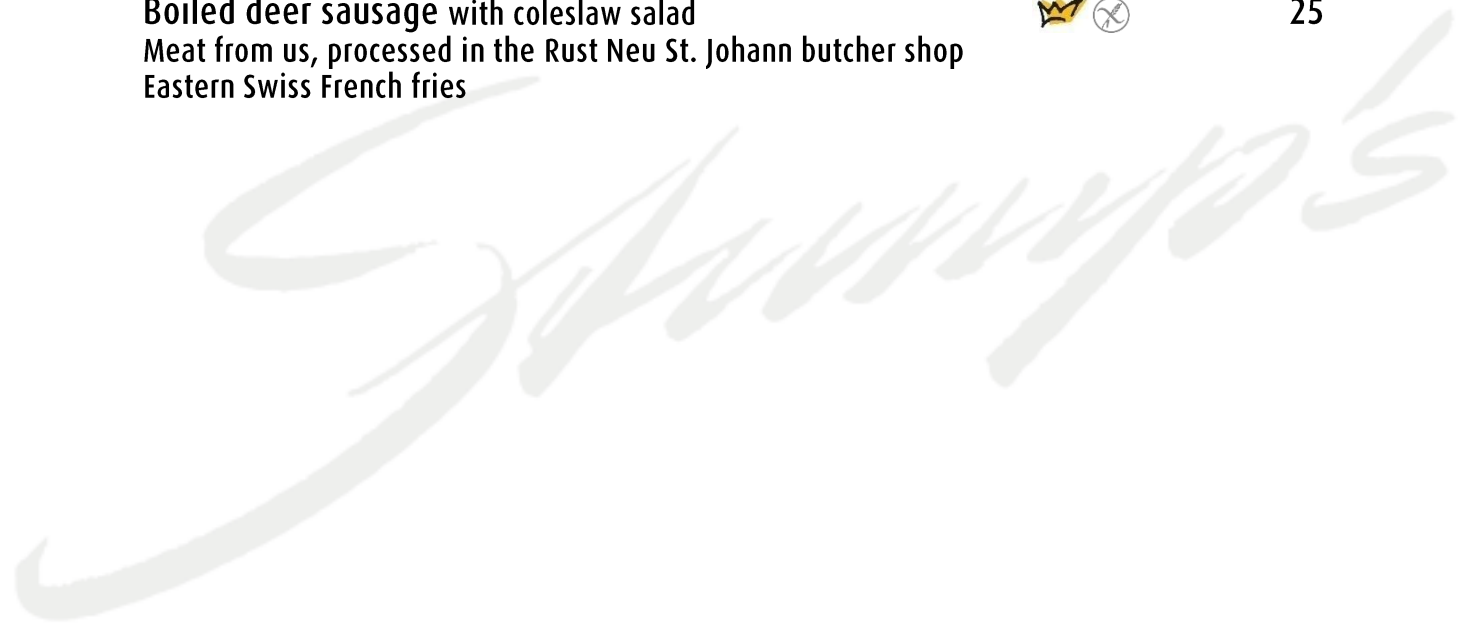 Boiled deer sausage with coleslaw salad 25
Meat from us, processed in the Rust Neu St. Johann butcher shop
Eastern Swiss French fries
Stump's